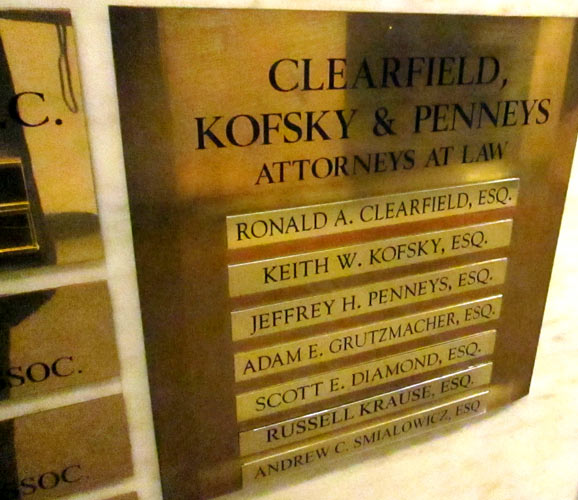 CLEARFIELD,
KOFSKY & PENNEYS
ATTORNEYS AT LAW
RONALD A. CLEARFIELD, ESQ.
KEITH W. KOFSKY, ESQ.
JEFFREY H. PENNEYS, ESQ.
ADAM E. GRUTZMACHER, ESQ.
SCOTT E. DIAMOND, ESQ.
RUSSELL KRAUSE, ESQ.
ANDREW C. SMIALOWICZ, ESQ.
.C.
SOC.
SOC.